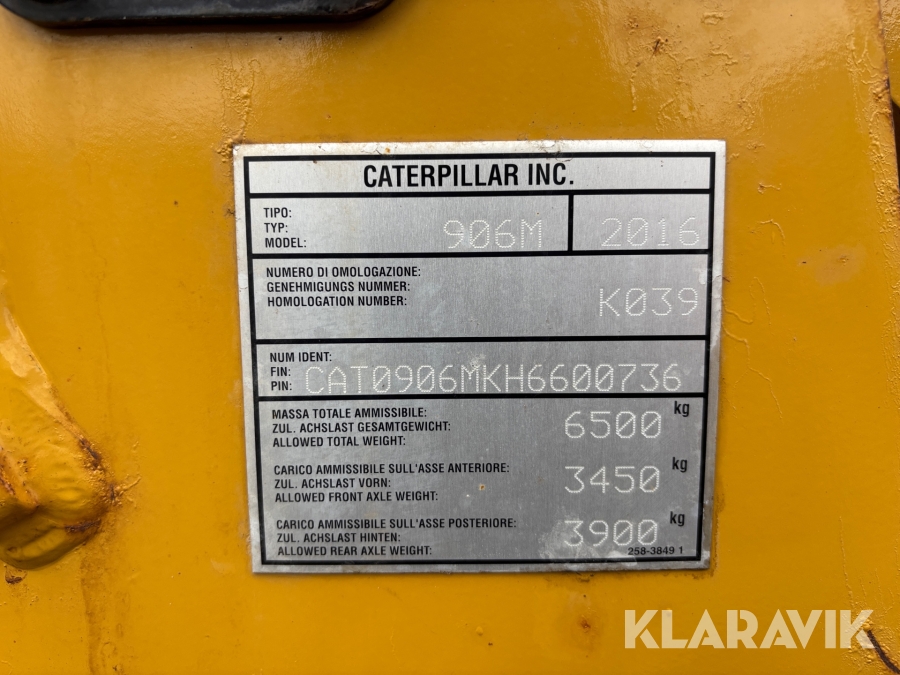 CATERPILLAR INC.
TIPO:
TYP:
MODEL: 906M 2016
NUMERO DI OMOLOGAZIONE:
GENEHMIGUNGS NUMMER:
HOMOLOGATION NUMBER: K039
NUM IDENT:
FIN:
PIN: CAT0906MKH6600736
MASSA TOTALE AMMISSIBILE:
ZUL. ACHSLAST GESAMTGEWICHT: 6500 kg
ALLOWED TOTAL WEIGHT:
CARICO AMMISSIBILE SULL'ASSE ANTERIORE:
ZUL. ACHSLAST VORN: 3450 kg
ALLOWED FRONT AXLE WEIGHT:
CARICO AMMISSIBILE SULL'ASSE POSTERIORE:
ZUL. ACHSLAST HINTEN: 3900 kg
ALLOWED REAR AXLE WEIGHT: 258-3849 1
KLARAVIK